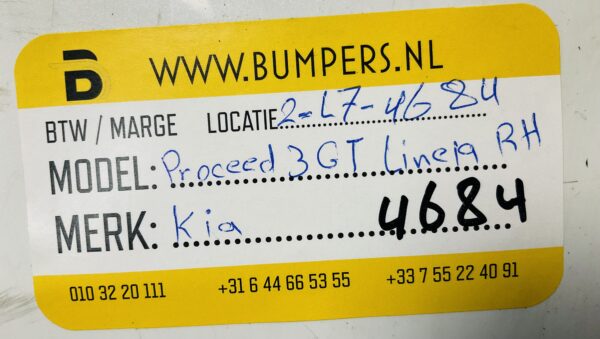 B
WWW.BUMPERS.NL
BTW / MARGE LOCATIE 2-L7-4684
MODEL: Proceed 3 GT Line RH
MERK: Kia 4684
010 32 20 111 +31 6 44 66 53 55 +33 7 55 22 40 91